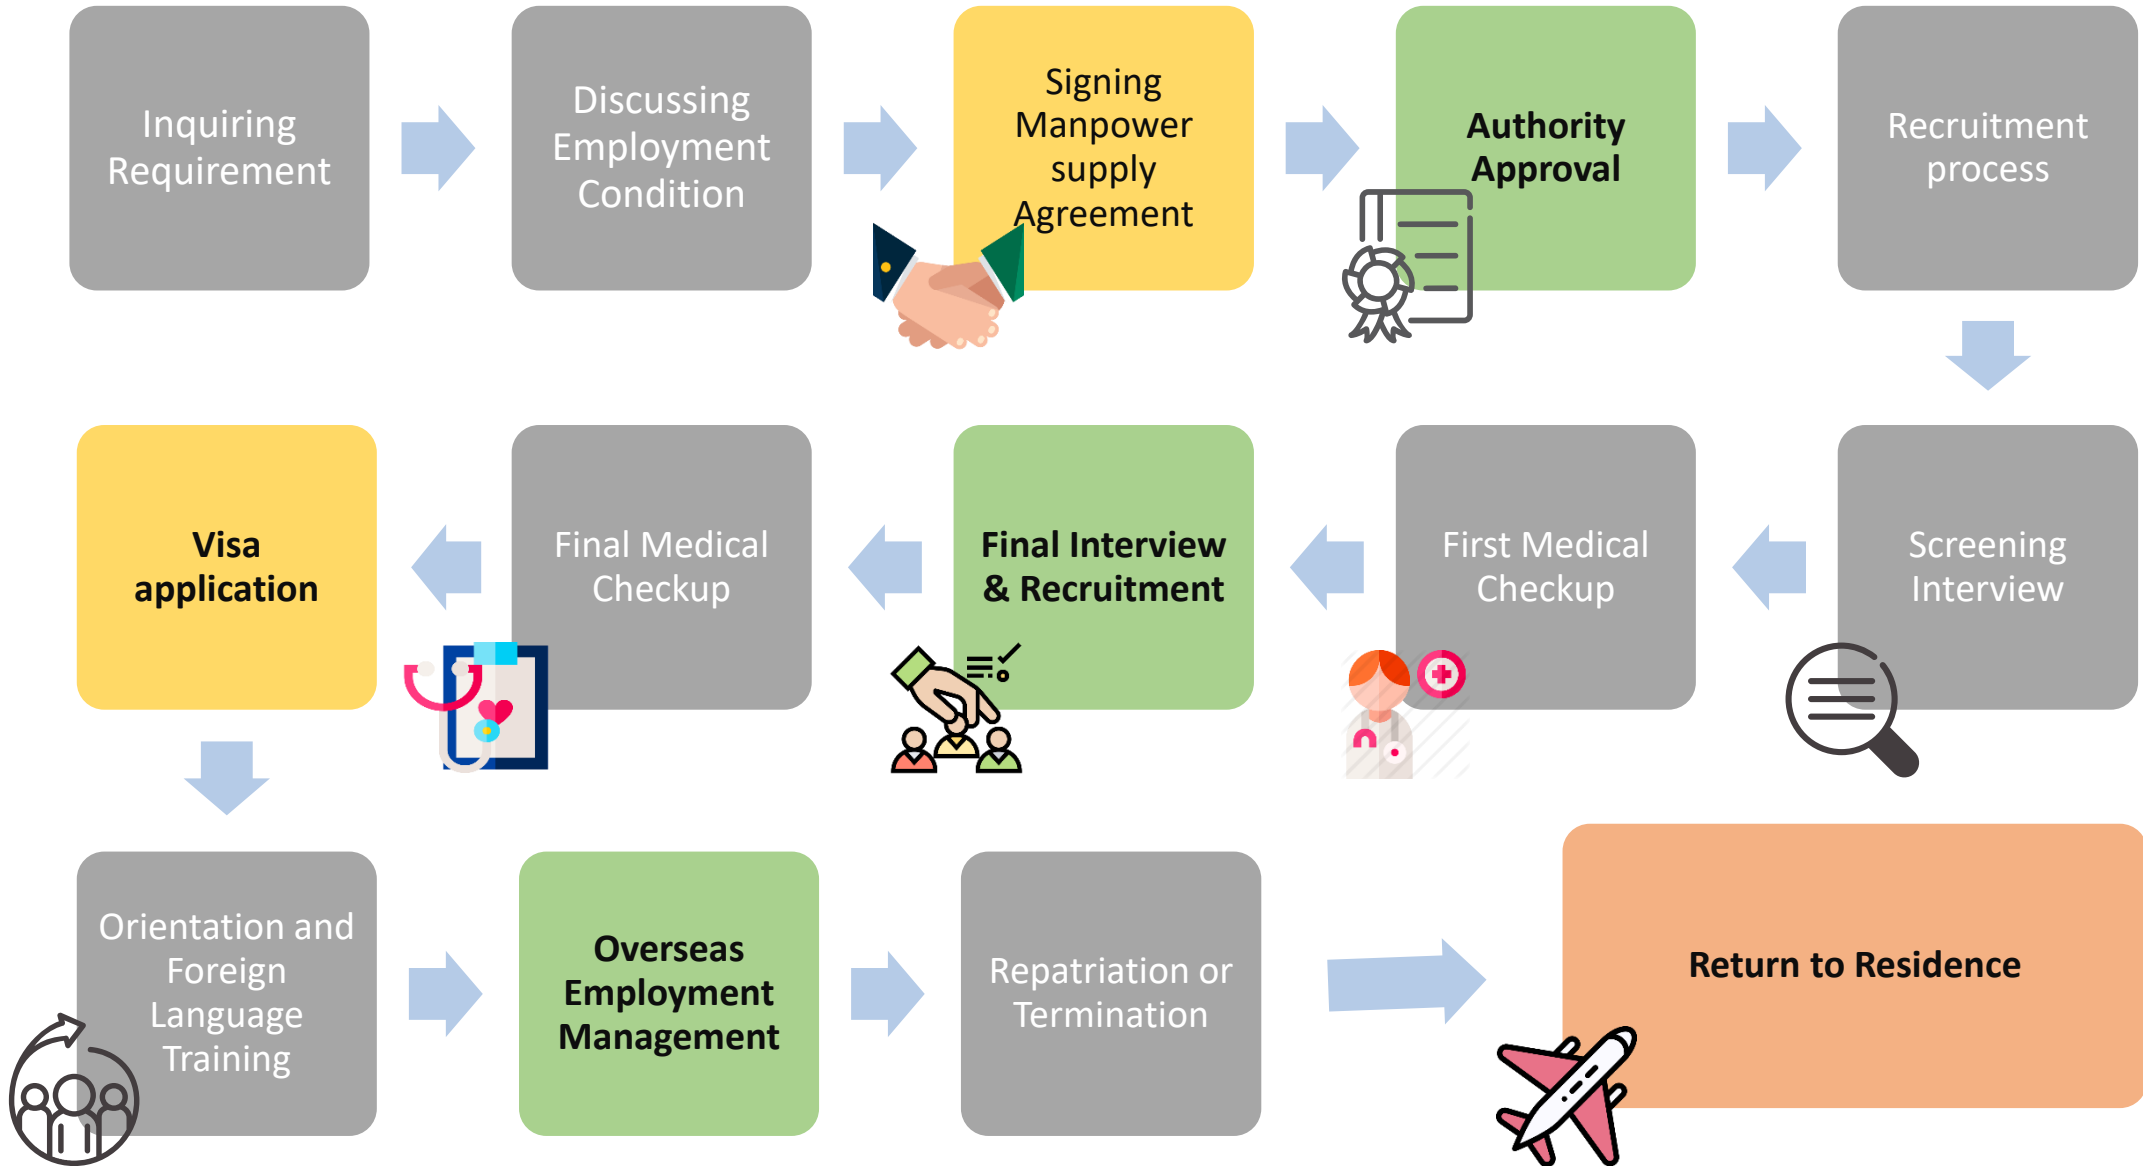 Inquiring
Requirement
Discussing
Employment
Condition
Signing
Manpower
supply
Agreement
Authority
Approval
Recruitment
process
Screening
Interview
First Medical
Checkup
Final Interview
& Recruitment
Final Medical
Checkup
Visa
application
Orientation and
Foreign
Language
Training
Overseas
Employment
Management
Repatriation or
Termination
Return to Residence